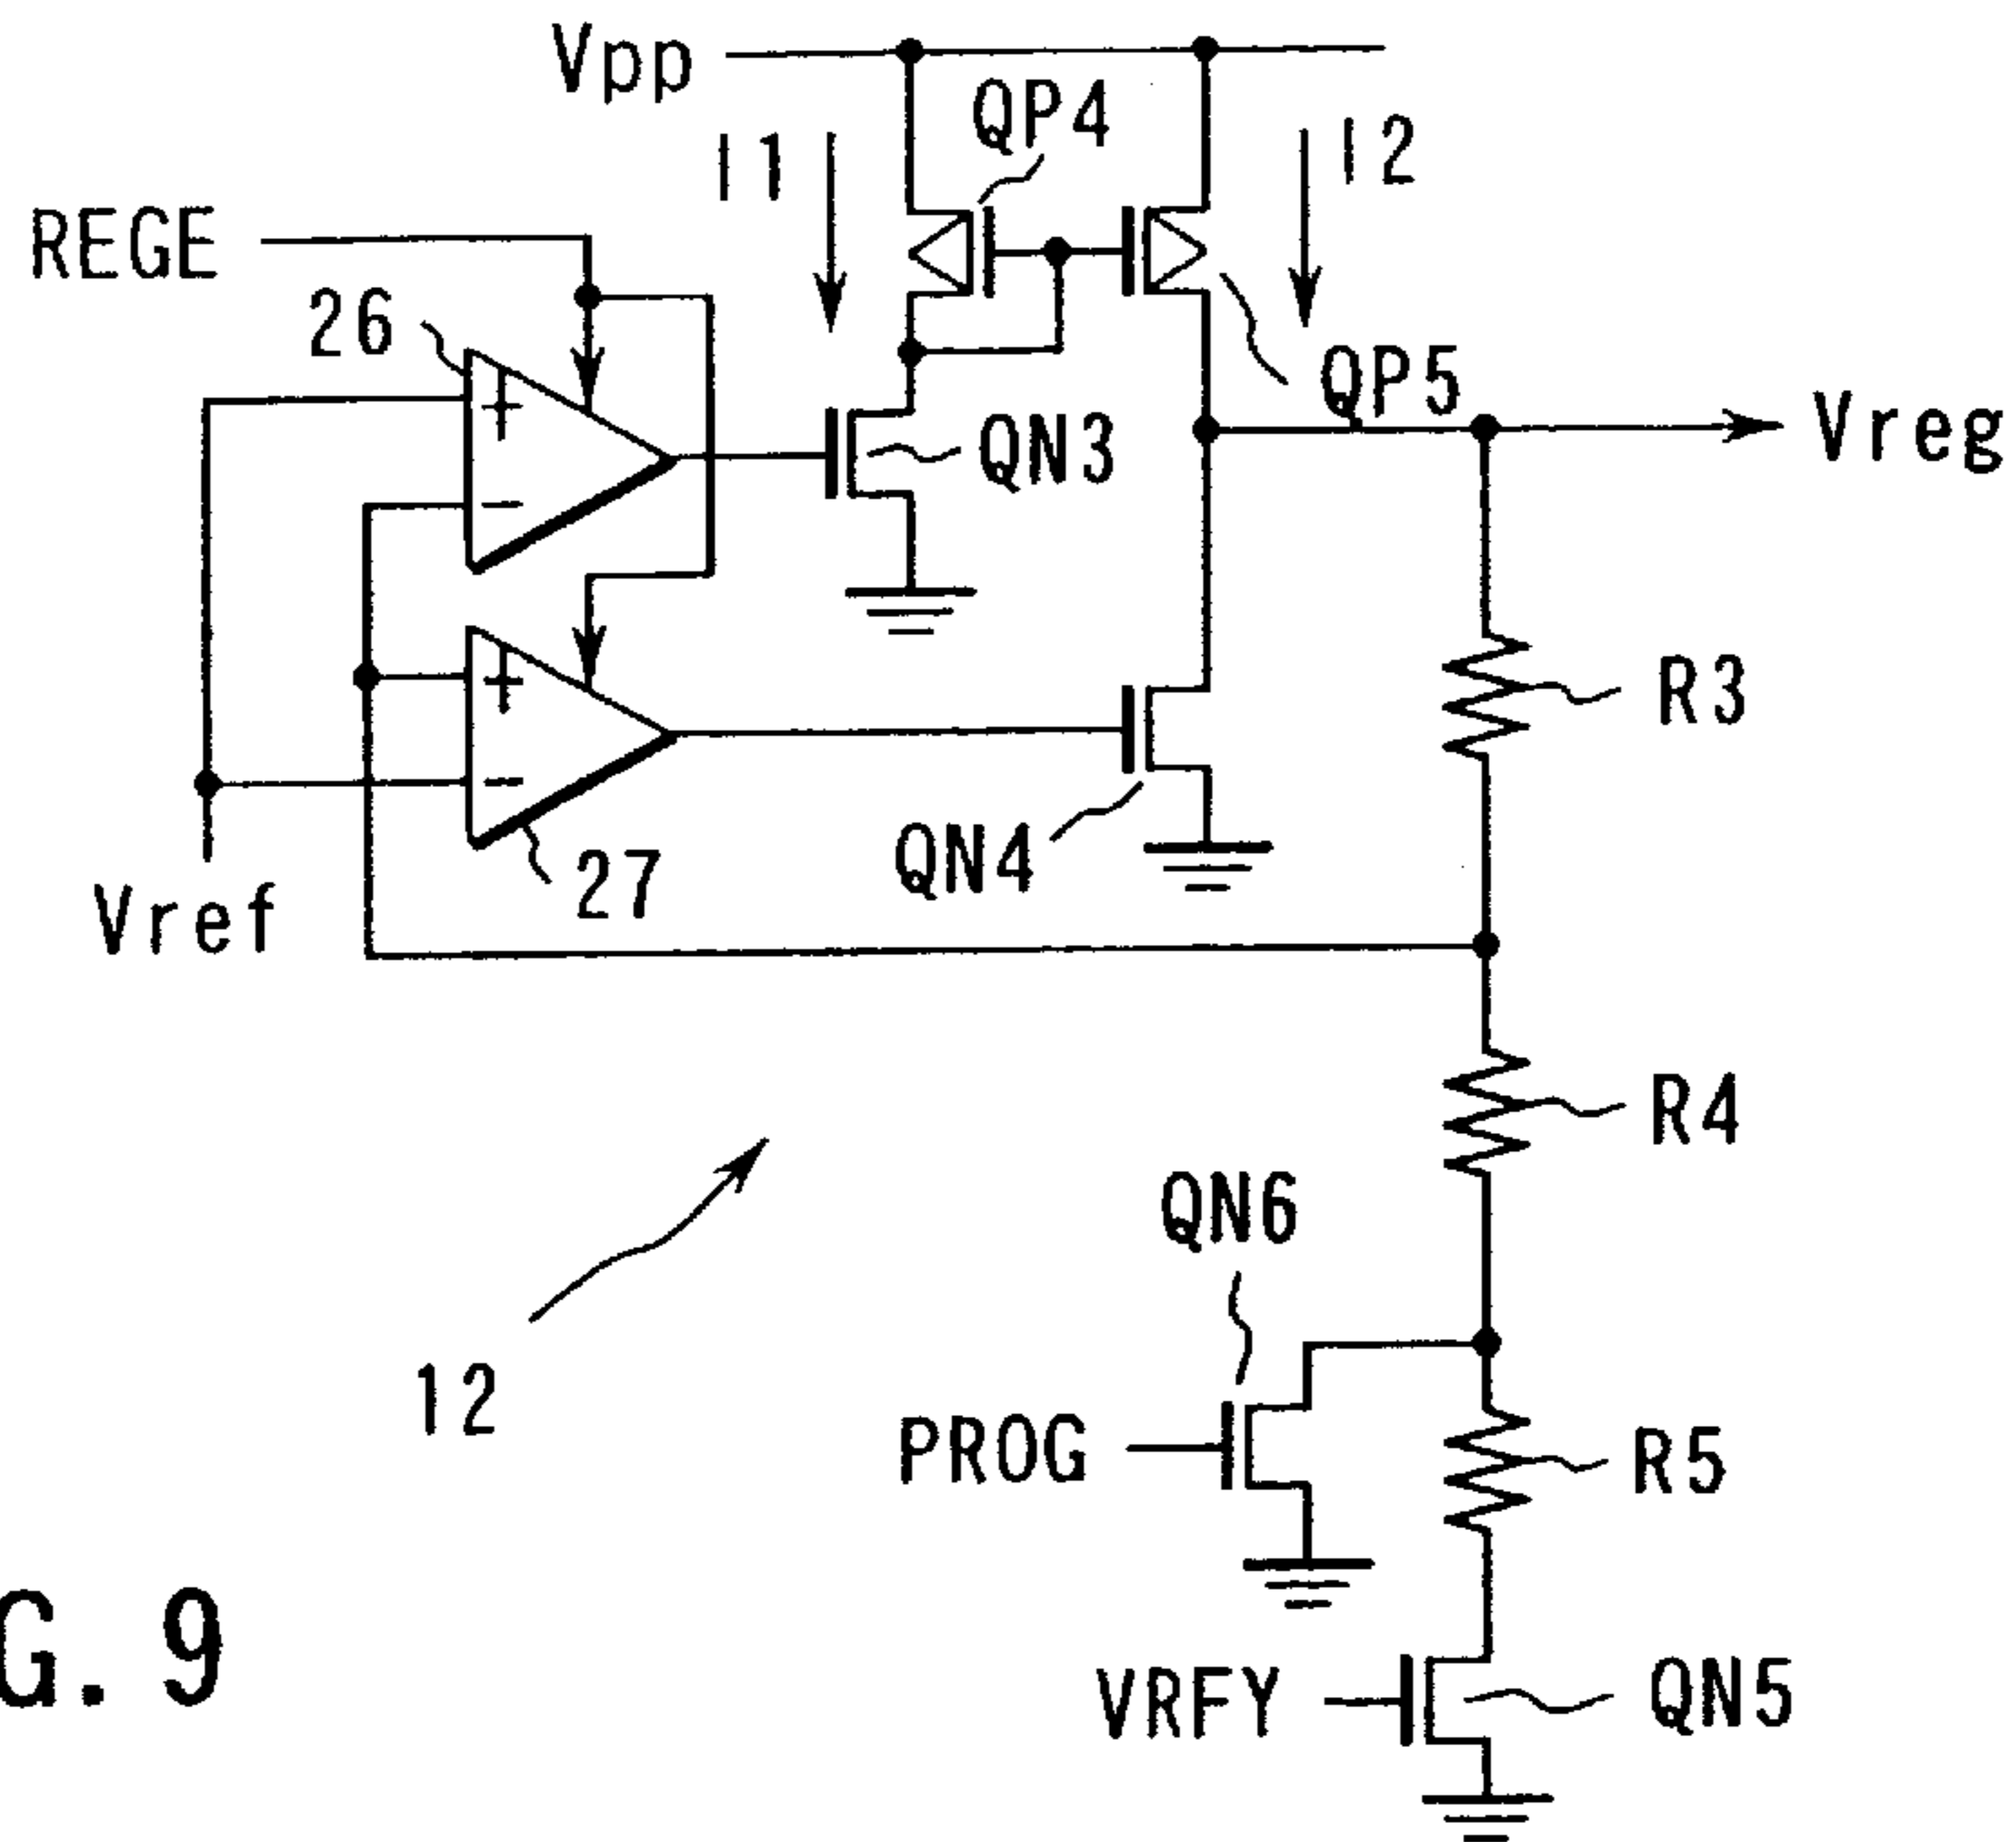 Vpp
QP4
I1
I2
REGE
26
+
−
QP5
Vreg
QN3
+
−
R3
27
QN4
Vref
R4
QN6
12
PROG
R5
VRFY
QN5
G. 9